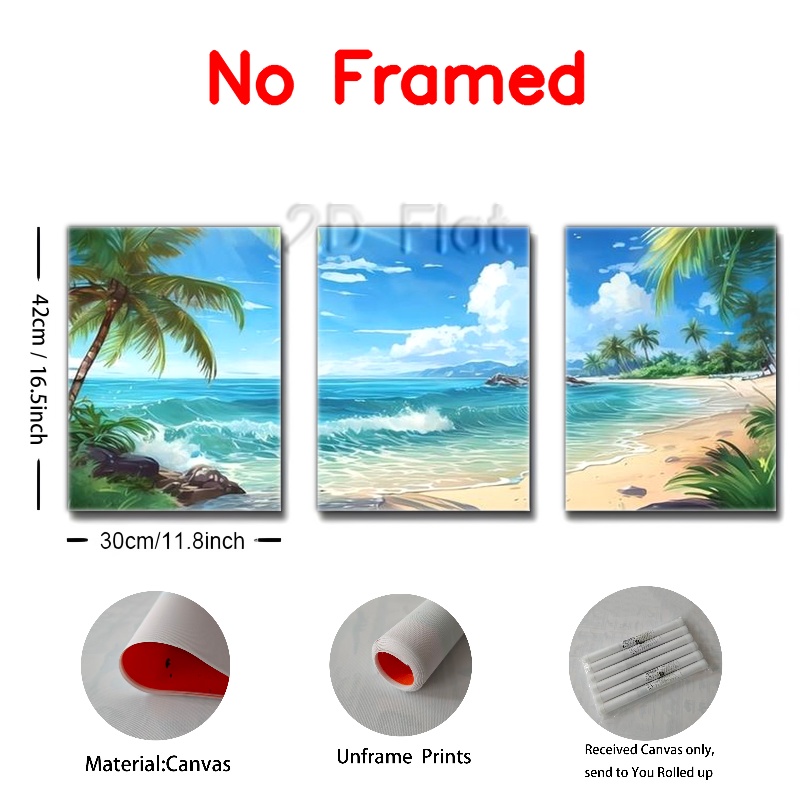 No Framed
2D Flat
42cm / 16.5inch
30cm/11.8inch
Material:Canvas
Unframe Prints
Received Canvas only,
send to You Rolled up